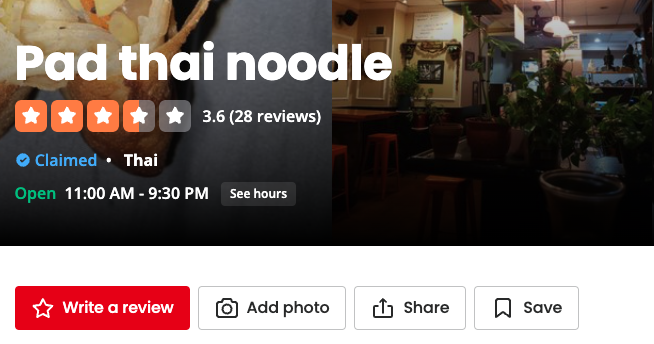 Pad thai noodle
3.6 (28 reviews)
Claimed • Thai
Open 11:00 AM - 9:30 PM See hours
Write a review Add photo Share Save